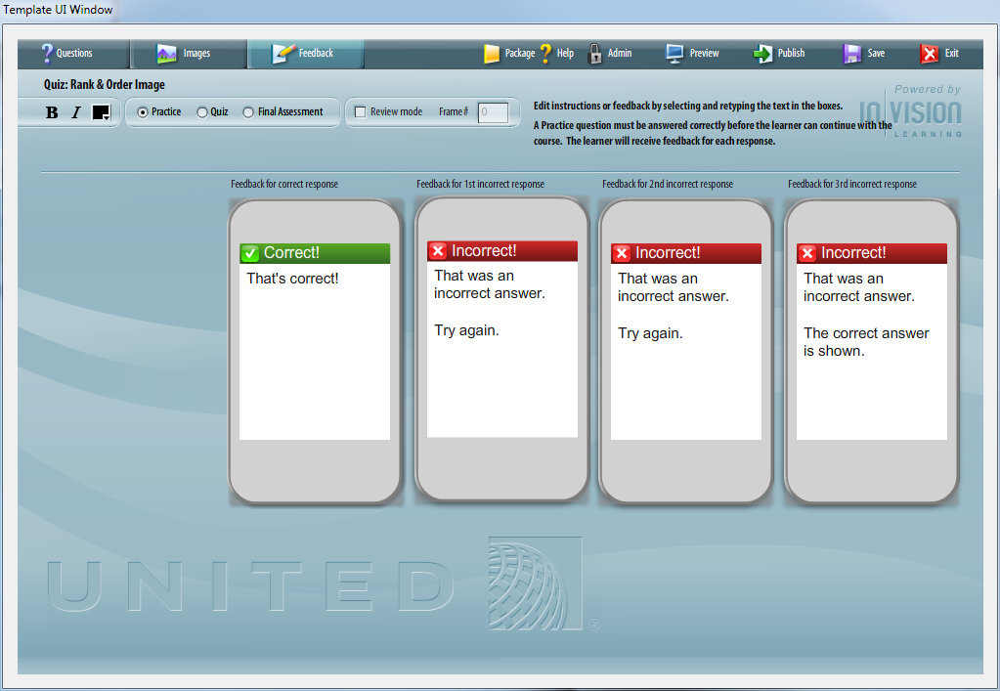 Template UI Window
Questions Images Feedback Package Help Admin Preview Publish Save Exit
Quiz: Rank & Order Image
Powered by
INVISION
LEARNING
B I Practice Quiz Final Assessment Review mode Frame# 0
Edit instructions or feedback by selecting and retyping the text in the boxes.
A Practice question must be answered correctly before the learner can continue with the
course. The learner will receive feedback for each response.
Feedback for correct response
Correct!
That's correct!
Feedback for 1st incorrect response
Incorrect!
That was an
incorrect answer.
Try again.
Feedback for 2nd incorrect response
Incorrect!
That was an
incorrect answer.
Try again.
Feedback for 3rd incorrect response
Incorrect!
That was an
incorrect answer.
The correct answer
is shown.
UNITED ®